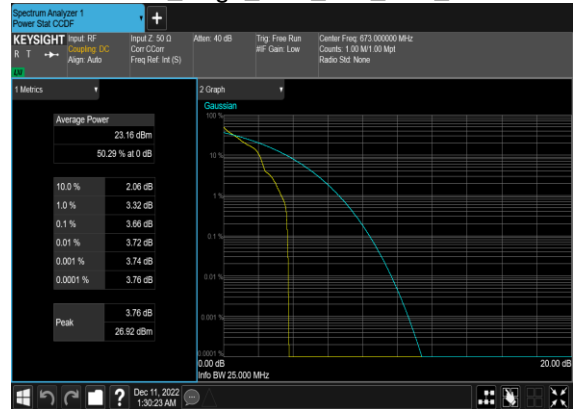 Spectrum Analyzer 1
Power Stat CCDF
+
KEYSIGHT
R T
LXI
Input: RF
Coupling: DC
Align: Auto
Input Z: 50 Ω
Corr CCorr
Freq Ref: Int (S)
Atten: 40 dB
Trig: Free Run
#IF Gain: Low
Center Freq: 673.000000 MHz
Counts: 1.00 M/1.00 Mpt
Radio Std: None
1 Metrics
Average Power
23.16 dBm
50.29 % at 0 dB
10.0 % 2.06 dB
1.0 % 3.32 dB
0.1 % 3.66 dB
0.01 % 3.72 dB
0.001 % 3.74 dB
0.0001 % 3.76 dB
Peak
3.76 dB
26.92 dBm
2 Graph
Gaussian
100 %
10 %
1 %
0.1 %
0.01 %
0.001 %
0.0001 %
0.00 dB 20.00 dB
Info BW 25.000 MHz
?
Dec 11, 2022
1:30:23 AM